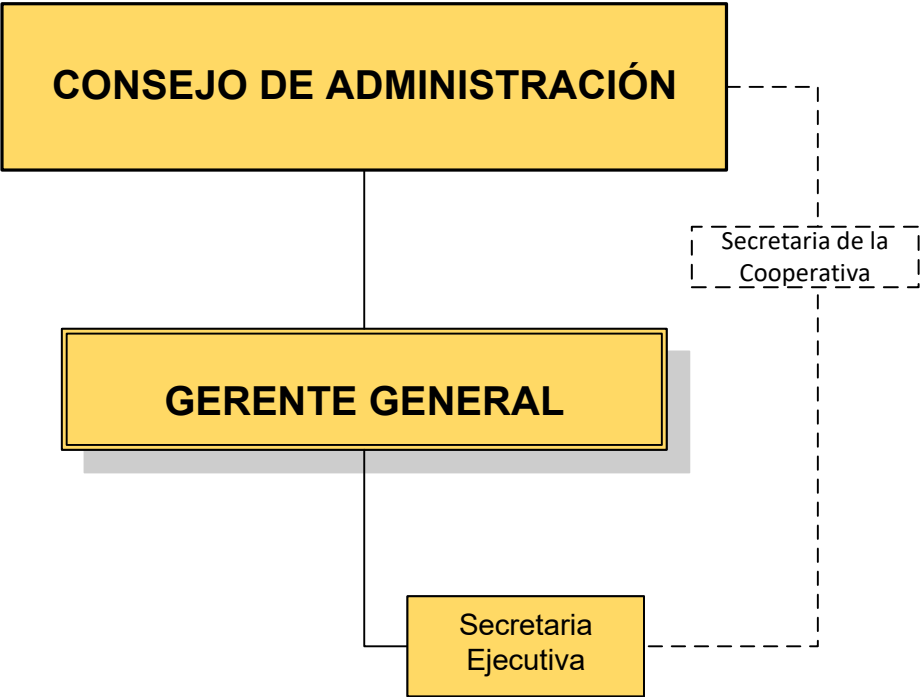 CONSEJO DE ADMINISTRACIÓN
Secretaria de la
Cooperativa
GERENTE GENERAL
Secretaria
Ejecutiva